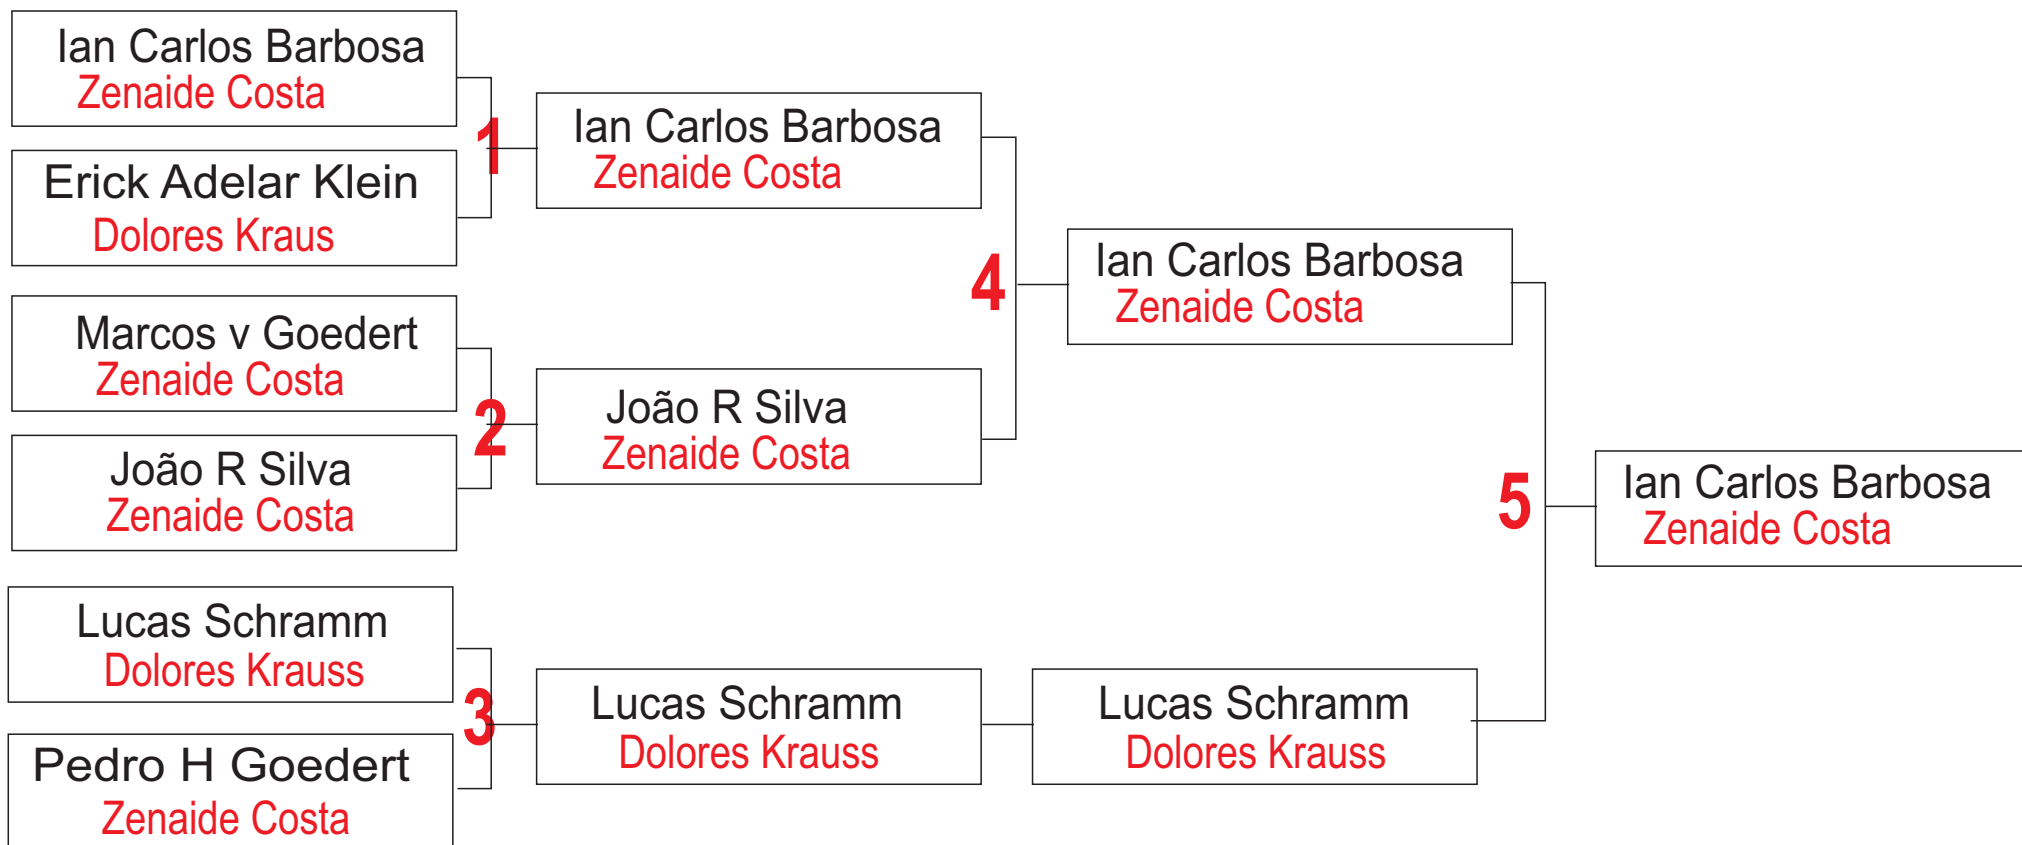 Ian Carlos Barbosa
Zenaide Costa
1
Erick Adelar Klein
Dolores Kraus
Marcos v Goedert
Zenaide Costa
2
João R Silva
Zenaide Costa
Lucas Schramm
Dolores Krauss
3
Pedro H Goedert
Zenaide Costa
Ian Carlos Barbosa
Zenaide Costa
4
João R Silva
Zenaide Costa
Lucas Schramm
Dolores Krauss
Ian Carlos Barbosa
Zenaide Costa
5
Lucas Schramm
Dolores Krauss
Ian Carlos Barbosa
Zenaide Costa